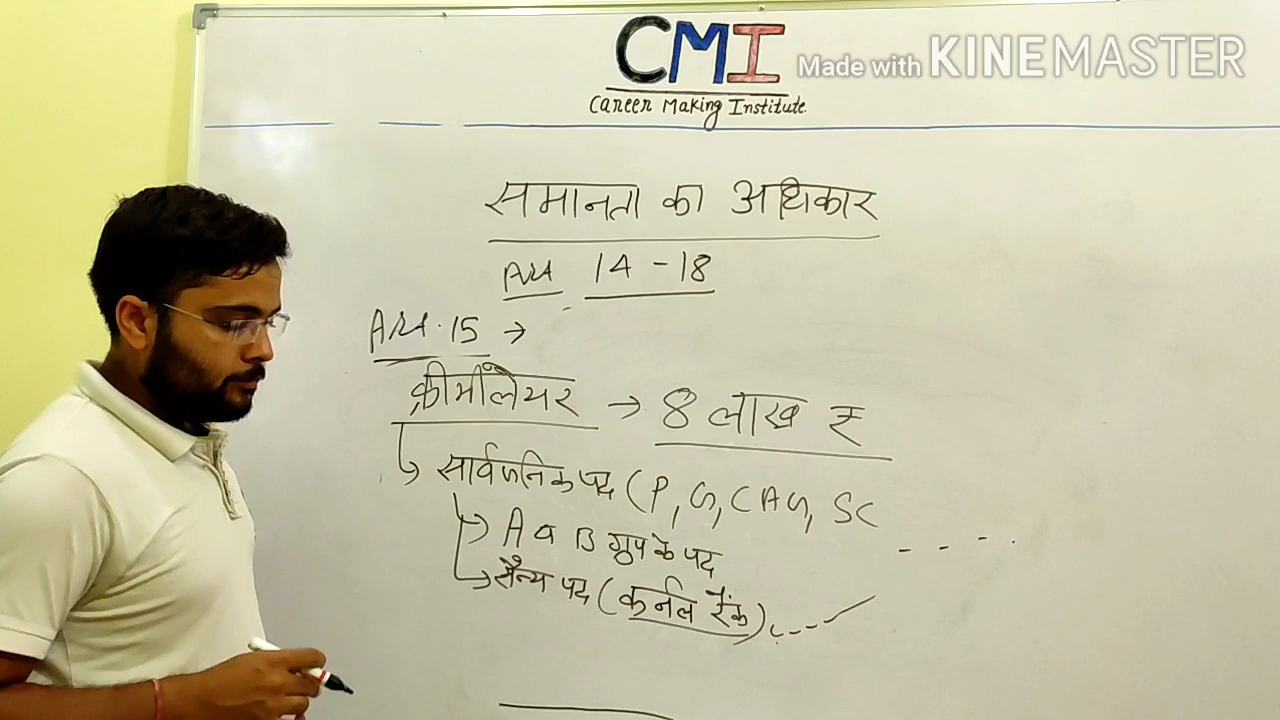 CMI
Made with KINEMASTER
Career Making Institute
समानता का अधिकार
Art 14 - 18
Art. 15 →
क्रीमीलेयर → 8 लाख ₹
सार्वजनिक पद (P, G, CAG, SC
→ A व B ग्रुप के पद ----
→ सैन्य पद (कर्नल रैंक) ----